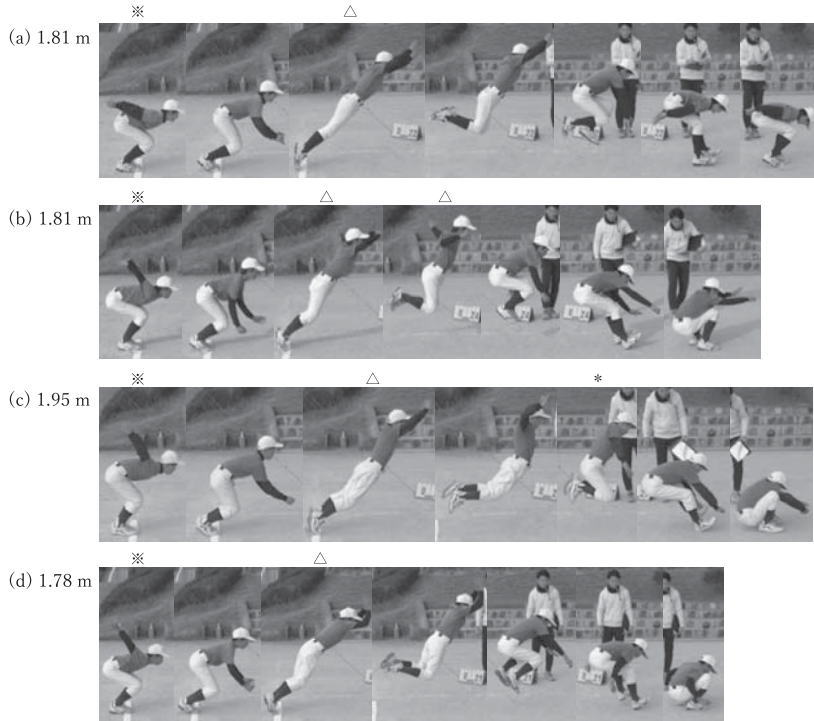 ※ △
(a) 1.81 m
※ △ △
(b) 1.81 m
※ △ *
(c) 1.95 m
※ △
(d) 1.78 m